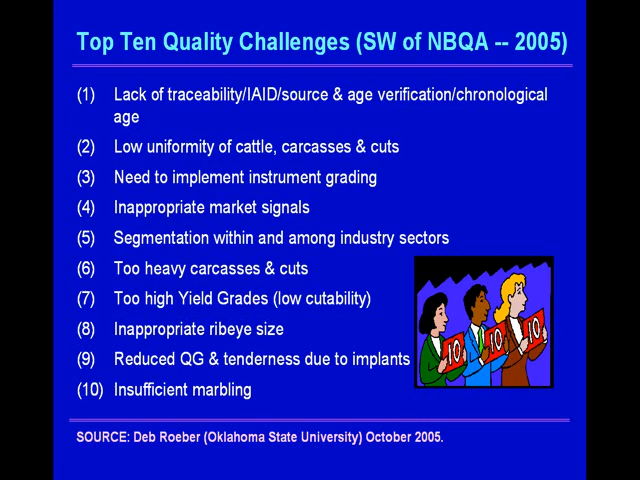 Top Ten Quality Challenges (SW of NBQA -- 2005)
(1) Lack of traceability/IAID/source & age verification/chronological
age
(2) Low uniformity of cattle, carcasses & cuts
(3) Need to implement instrument grading
(4) Inappropriate market signals
(5) Segmentation within and among industry sectors
(6) Too heavy carcasses & cuts
(7) Too high Yield Grades (low cutability)
(8) Inappropriate ribeye size
(9) Reduced QG & tenderness due to implants
(10) Insufficient marbling
10 10 10
SOURCE: Deb Roeber (Oklahoma State University) October 2005.